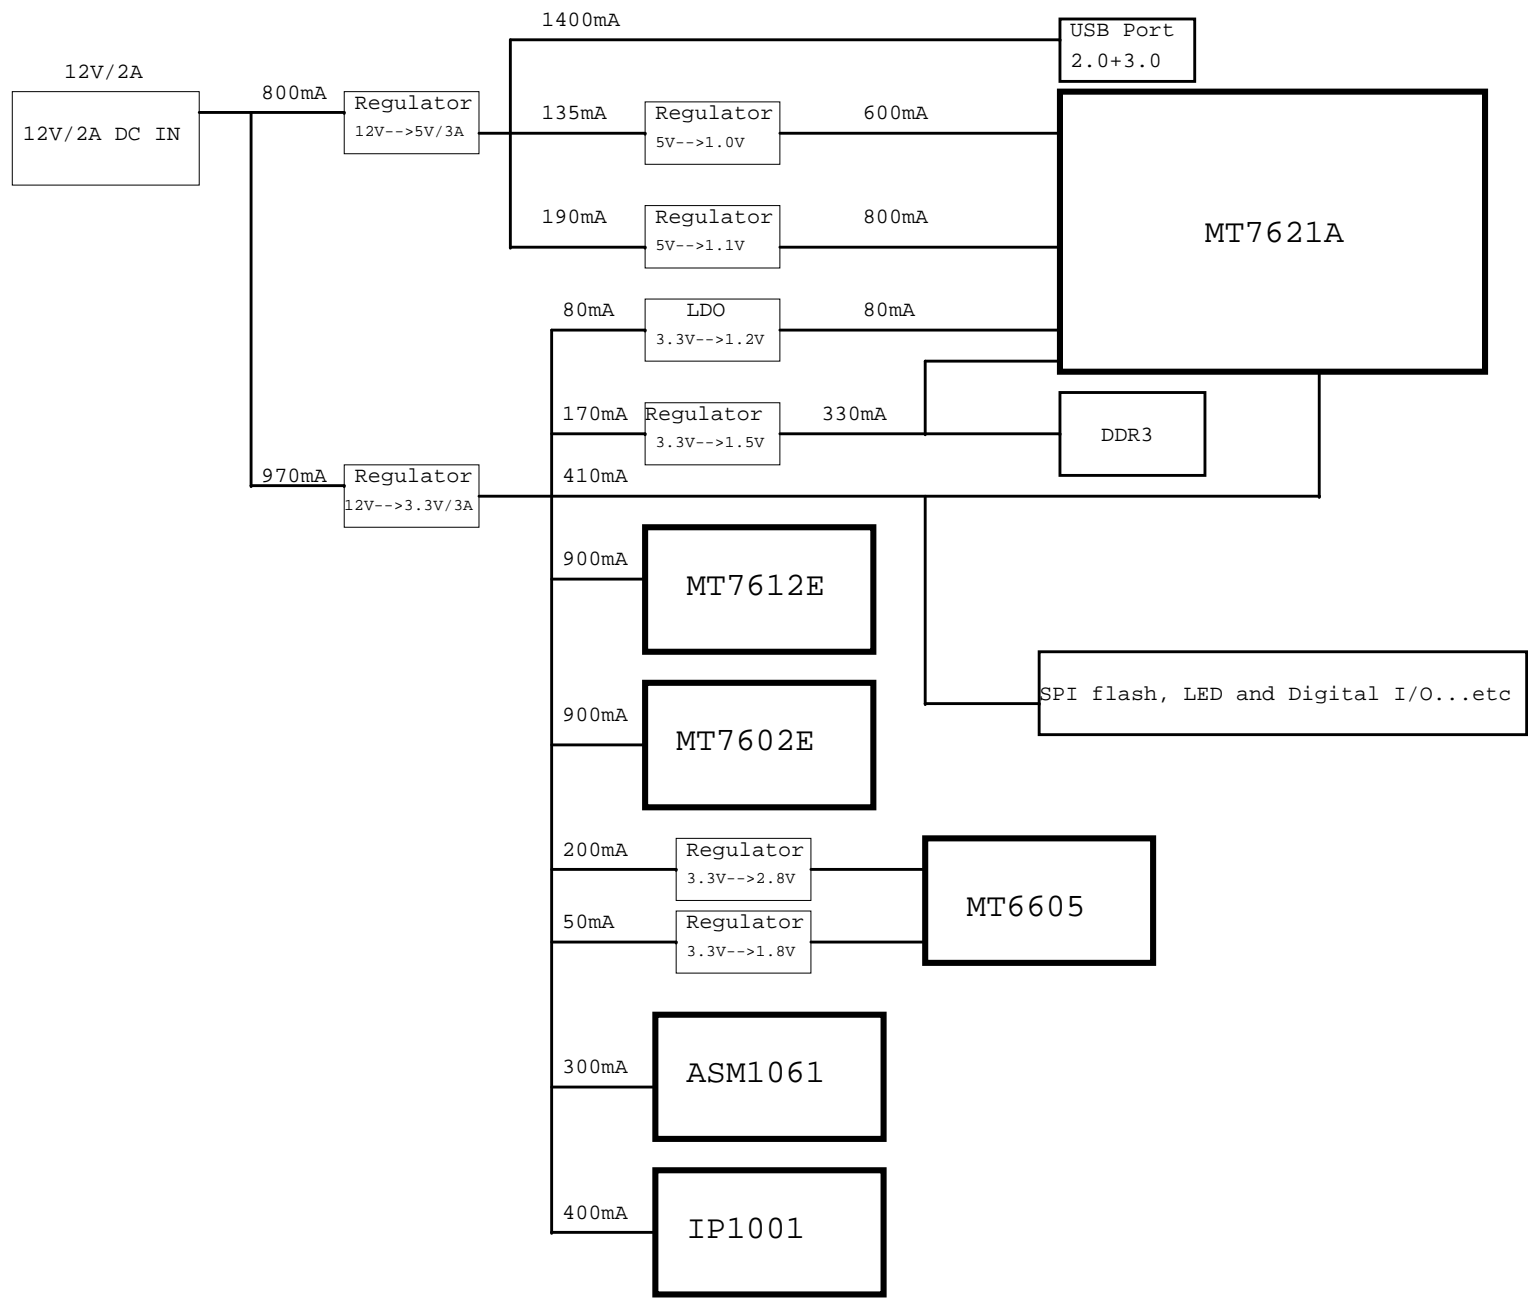 1400mA
USB Port
2.0+3.0
12V/2A
12V/2A DC IN
800mA
Regulator
12V-->5V/3A
135mA
Regulator
5V-->1.0V
600mA
190mA
Regulator
5V-->1.1V
800mA
MT7621A
80mA
LDO
3.3V-->1.2V
80mA
170mA
Regulator
3.3V-->1.5V
330mA
DDR3
970mA
Regulator
12V-->3.3V/3A
410mA
900mA
MT7612E
SPI flash, LED and Digital I/O...etc
900mA
MT7602E
200mA
Regulator
3.3V-->2.8V
MT6605
50mA
Regulator
3.3V-->1.8V
300mA
ASM1061
400mA
IP1001